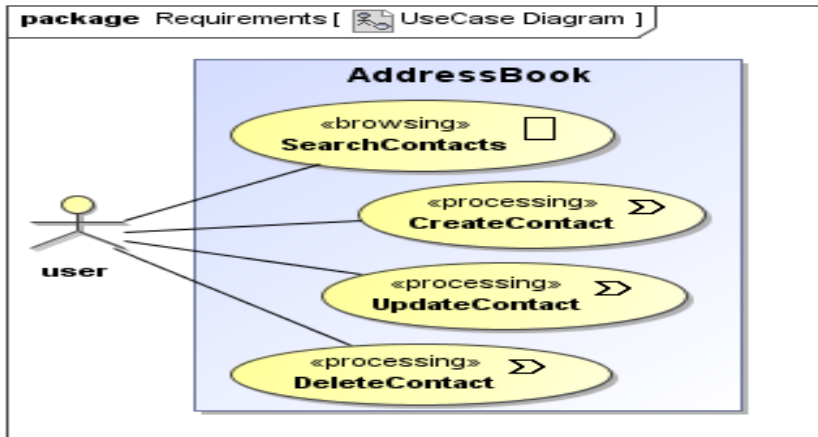 package Requirements [ UseCase Diagram ]
AddressBook
«browsing»
SearchContacts
«processing»
CreateContact
user
«processing»
UpdateContact
«processing»
DeleteContact